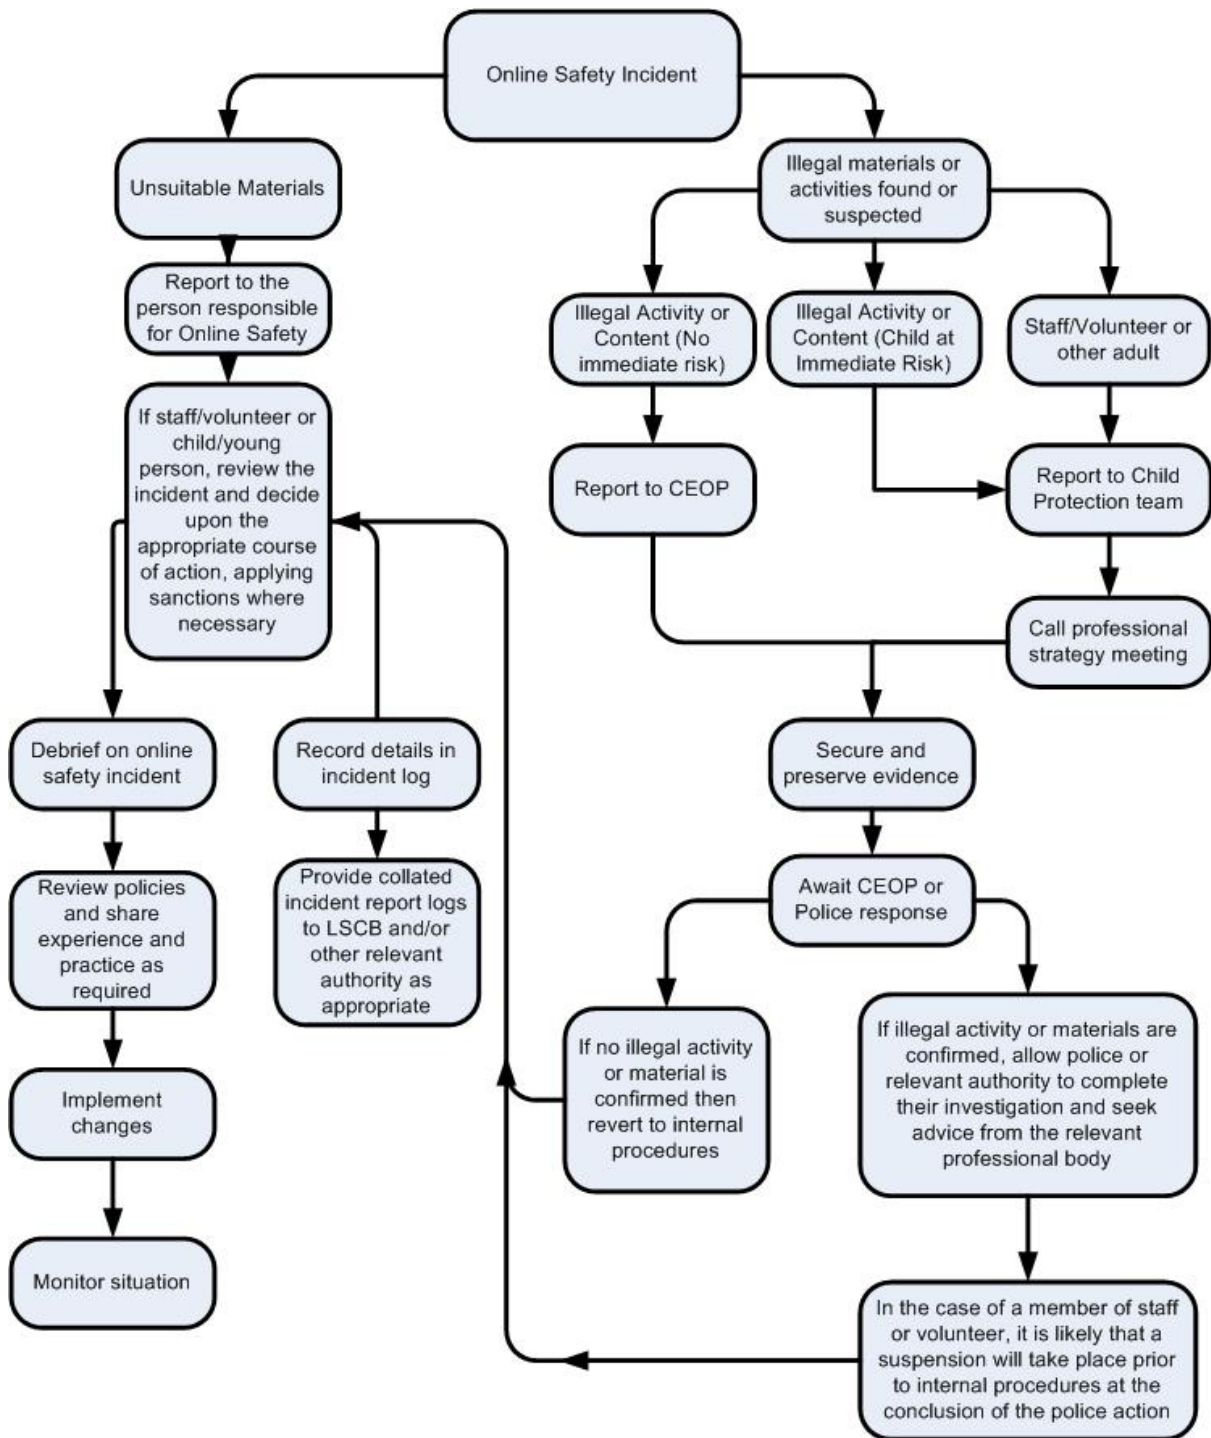 Online Safety Incident
Unsuitable Materials
Illegal materials or
activities found or
suspected
Report to the
person responsible
for Online Safety
Illegal Activity or
Content (No
immediate risk)
Illegal Activity or
Content (Child at
Immediate Risk)
Staff/Volunteer or
other adult
If staff/volunteer or
child/young
person, review the
incident and decide
upon the
appropriate course
of action, applying
sanctions where
necessary
Report to CEOP
Report to Child
Protection team
Call professional
strategy meeting
Debrief on online
safety incident
Record details in
incident log
Secure and
preserve evidence
Review policies
and share
experience and
practice as
required
Provide collated
incident report logs
to LSCB and/or
other relevant
authority as
appropriate
Await CEOP or
Police response
If no illegal activity
or material is
confirmed then
revert to internal
procedures
If illegal activity or materials are
confirmed, allow police or
relevant authority to complete
their investigation and seek
advice from the relevant
professional body
Implement
changes
Monitor situation
In the case of a member of staff
or volunteer, it is likely that a
suspension will take place prior
to internal procedures at the
conclusion of the police action